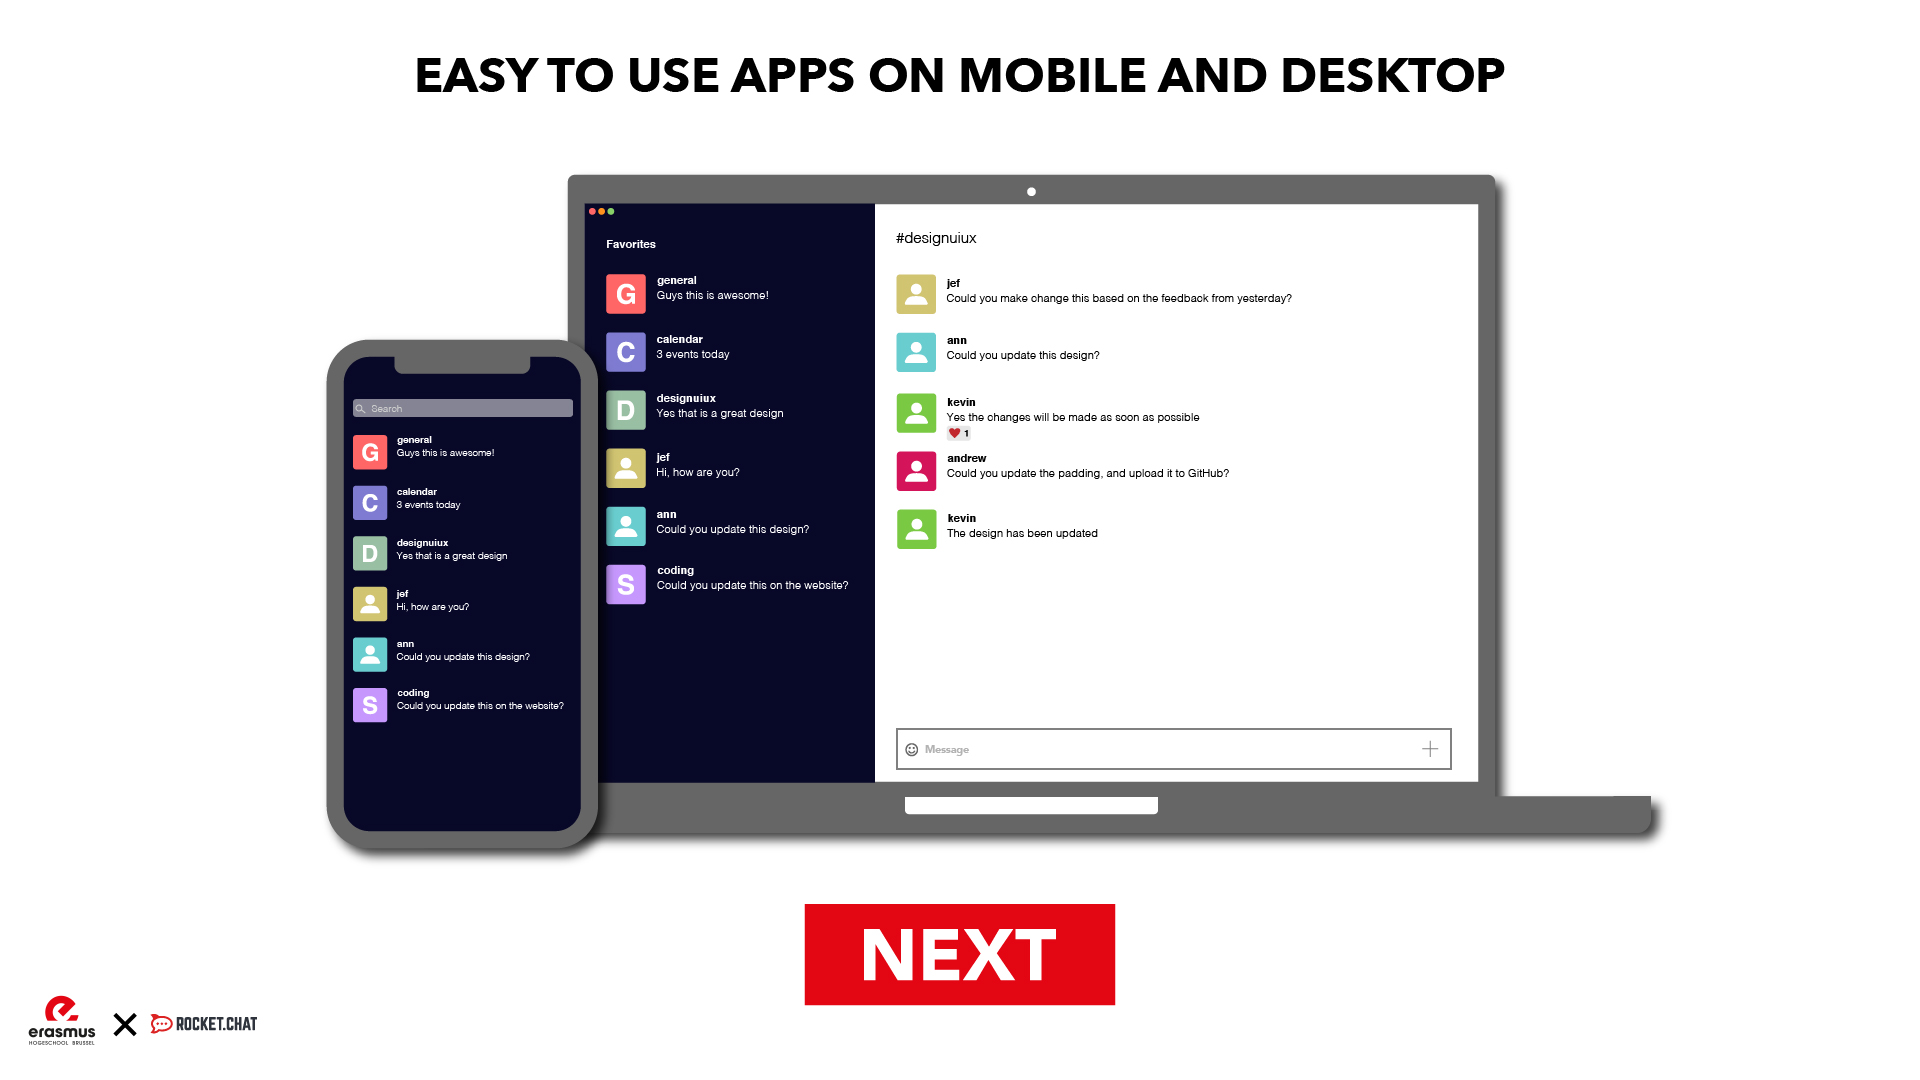 EASY TO USE APPS ON MOBILE AND DESKTOP
Search
G
general
Guys this is awesome!
C
calendar
3 events today
D
designuiux
Yes that is a great design
jef
Hi, how are you?
ann
Could you update this design?
S
coding
Could you update this on the website?
Favorites
G
general
Guys this is awesome!
C
calendar
3 events today
D
designuiux
Yes that is a great design
jef
Hi, how are you?
ann
Could you update this design?
S
coding
Could you update this on the website?
#designuiux
jef
Could you make change this based on the feedback from yesterday?
ann
Could you update this design?
kevin
Yes the changes will be made as soon as possible
1
andrew
Could you update the padding, and upload it to GitHub?
kevin
The design has been updated
Message
NEXT
erasmus
HOGESCHOOL BRUSSEL
ROCKET.CHAT